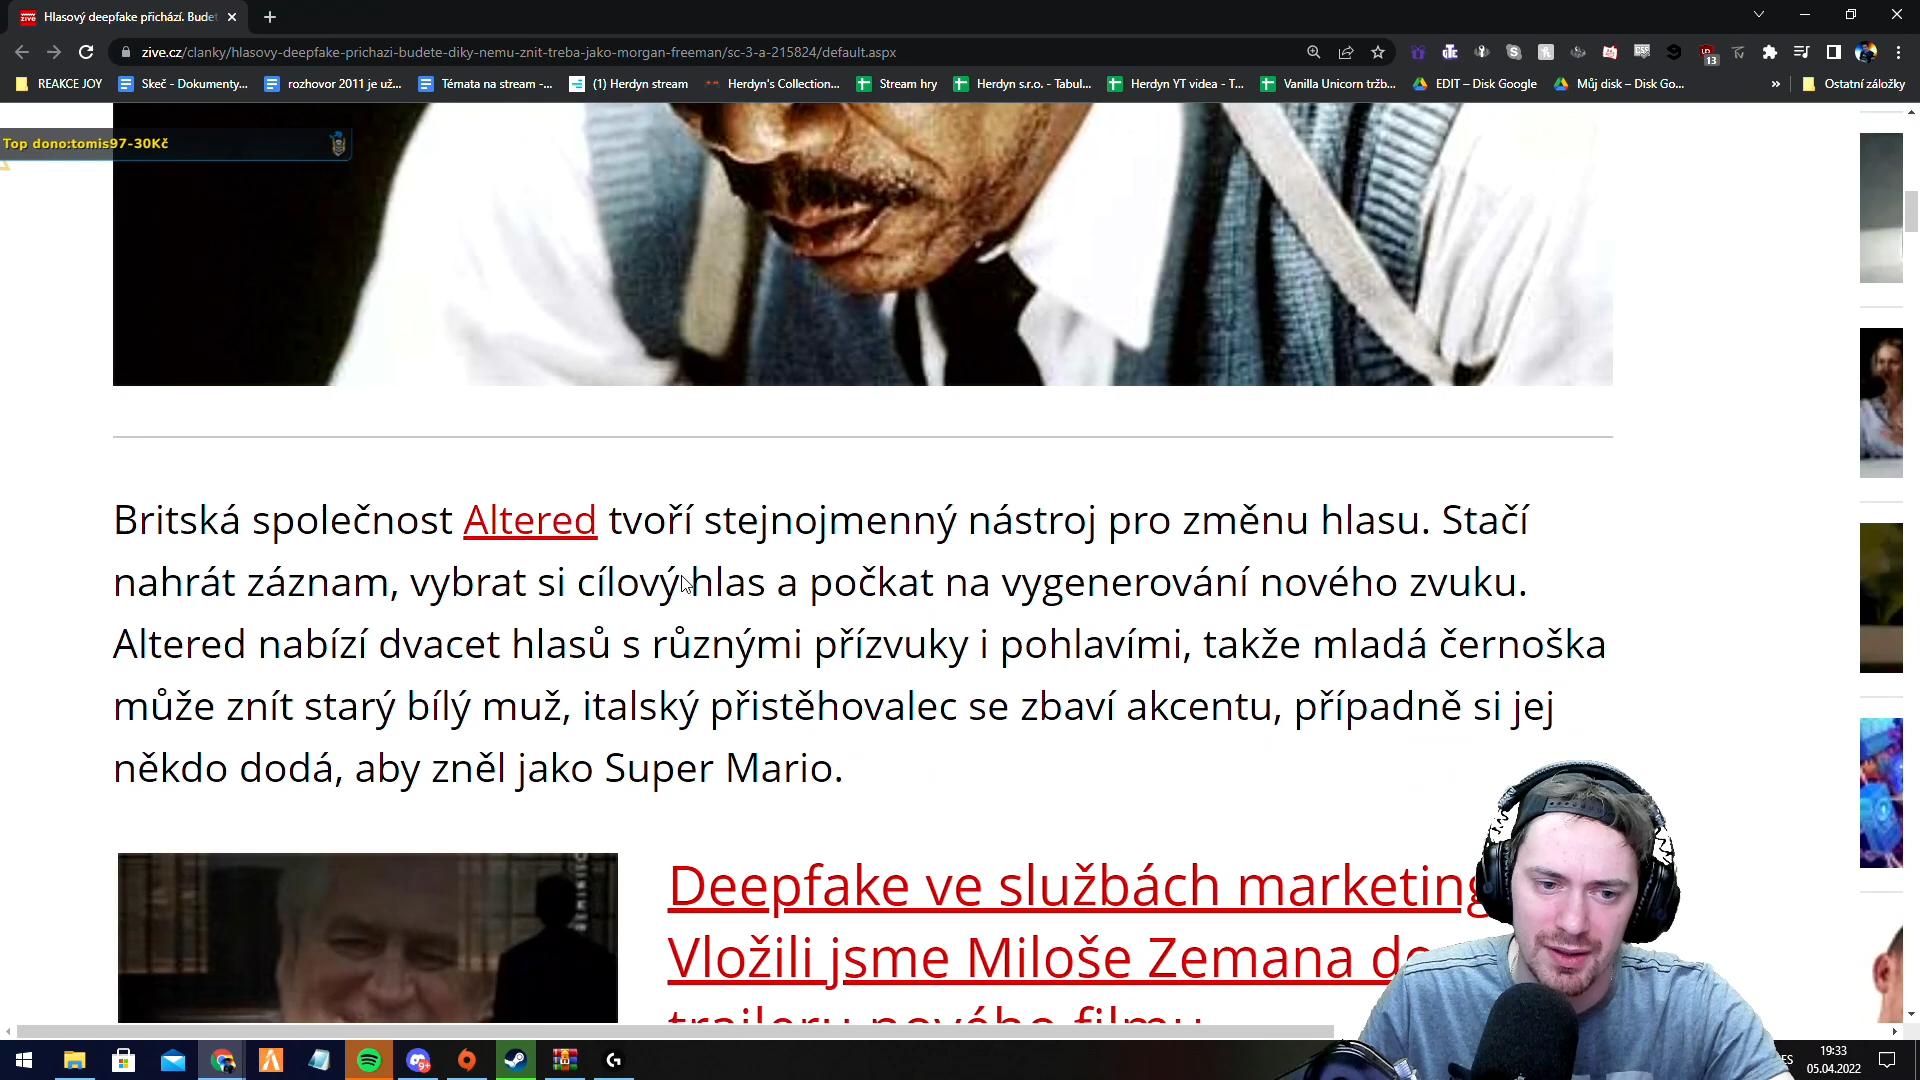 Hlasový deepfake přichází. Budet
zive.cz/clanky/hlasovy-deepfake-prichazi-budete-diky-nemu-znit-treba-jako-morgan-freeman/sc-3-a-215824/default.aspx
REAKCE JOY
Skeč - Dokumenty...
rozhovor 2011 je už...
Témata na stream -...
(1) Herdyn stream
Herdyn's Collection...
Stream hry
Herdyn s.r.o. - Tabul...
Herdyn YT videa - T...
Vanilla Unicorn tržb...
EDIT – Disk Google
Můj disk – Disk Go...
»
Ostatní záložky
Top dono:tomis97-30Kč
Britská společnost Altered tvoří stejnojmenný nástroj pro změnu hlasu. Stačí
nahrát záznam, vybrat si cílový hlas a počkat na vygenerování nového zvuku.
Altered nabízí dvacet hlasů s různými přízvuky i pohlavími, takže mladá černoška
může znít starý bílý muž, italský přistěhovalec se zbaví akcentu, případně si jej
někdo dodá, aby zněl jako Super Mario.
Deepfake ve službách marketing
Vložili jsme Miloše Zemana do
traileru nového filmu
19:33
05.04.2022